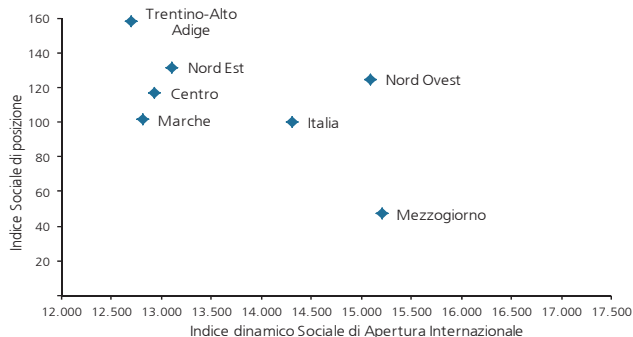 160
140
120
100
80
60
40
20
Indice Sociale di posizione
Trentino-Alto
Adige
Nord Est
Centro
Marche
Nord Ovest
Italia
Mezzogiorno
12.000 12.500 13.000 13.500 14.000 14.500 15.000 15.500 16.000 16.500 17.000 17.500
Indice dinamico Sociale di Apertura Internazionale